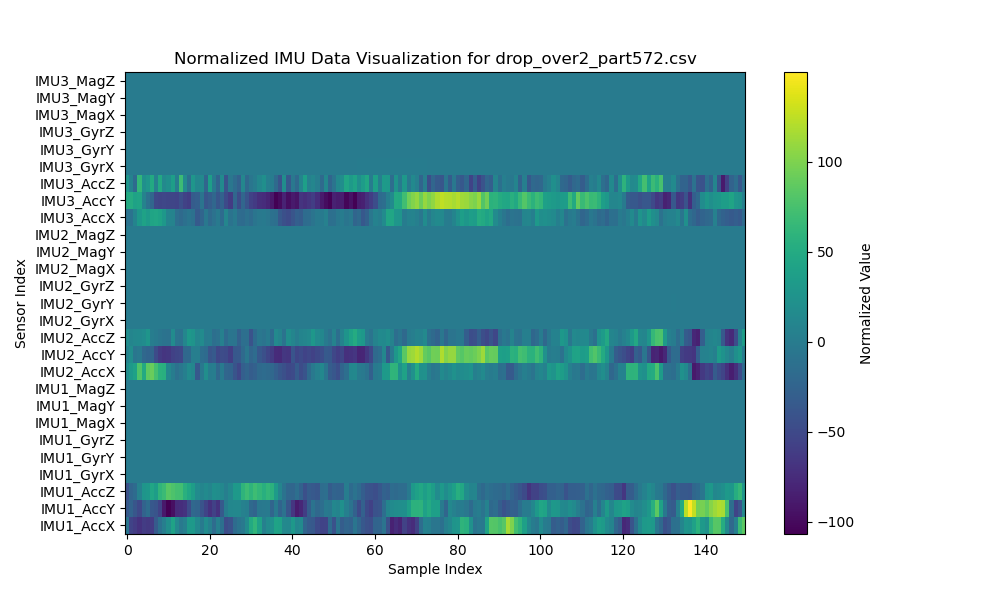 Normalized IMU Data Visualization for drop_over2_part572.csv
IMU3_MagZ
IMU3_MagY
IMU3_MagX
IMU3_GyrZ
IMU3_GyrY
IMU3_GyrX
IMU3_AccZ
IMU3_AccY
IMU3_AccX
IMU2_MagZ
IMU2_MagY
IMU2_MagX
IMU2_GyrZ
IMU2_GyrY
IMU2_GyrX
IMU2_AccZ
IMU2_AccY
IMU2_AccX
IMU1_MagZ
IMU1_MagY
IMU1_MagX
IMU1_GyrZ
IMU1_GyrY
IMU1_GyrX
IMU1_AccZ
IMU1_AccY
IMU1_AccX
Sensor Index
0 20 40 60 80 100 120 140
Sample Index
100
50
0
−50
−100
Normalized Value